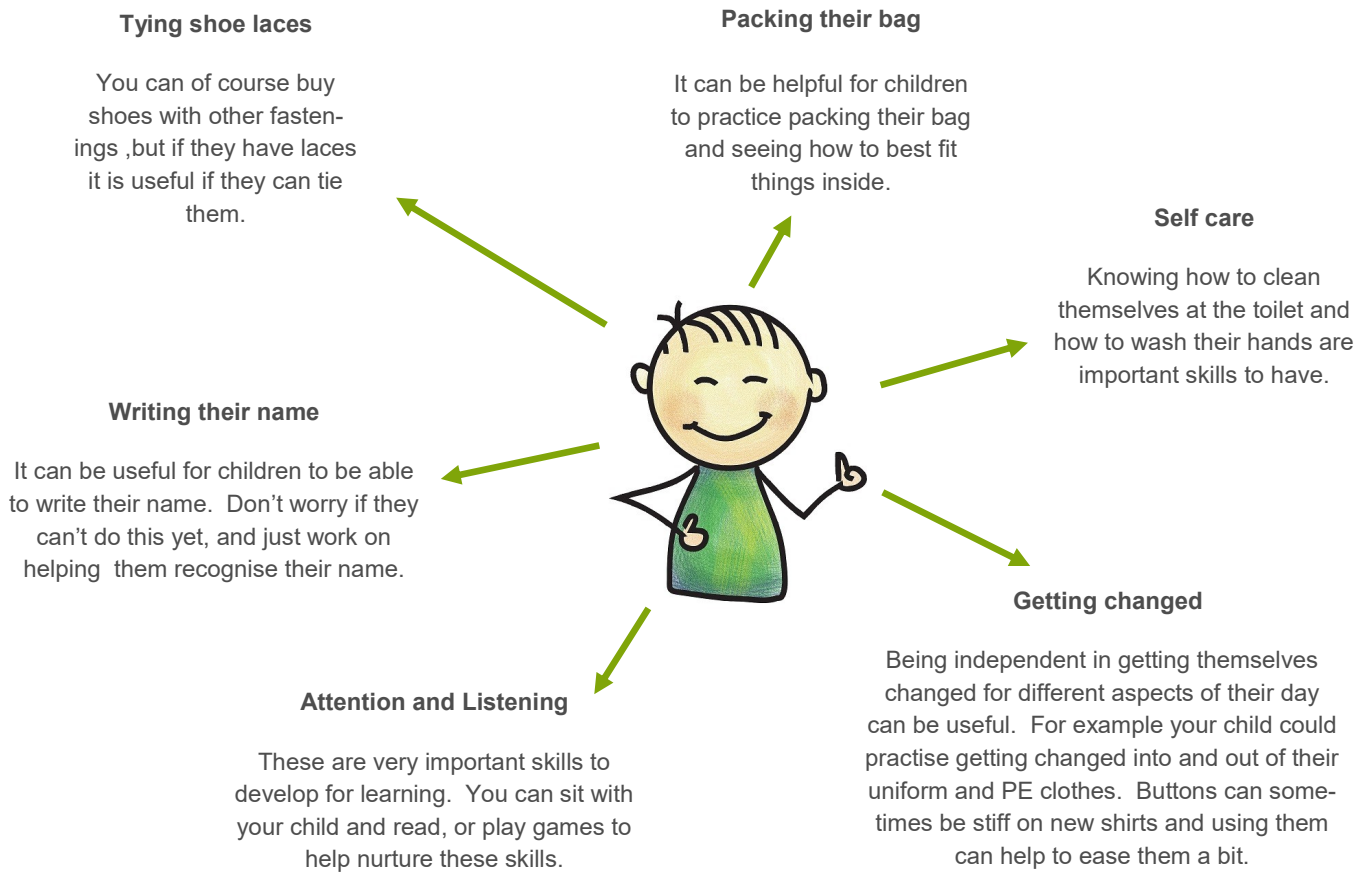 Tying shoe laces
You can of course buy
shoes with other fasten-
ings ,but if they have laces
it is useful if they can tie
them.
Packing their bag
It can be helpful for children
to practice packing their bag
and seeing how to best fit
things inside.
Self care
Knowing how to clean
themselves at the toilet and
how to wash their hands are
important skills to have.
Writing their name
It can be useful for children to be able
to write their name.  Don’t worry if they
can’t do this yet, and just work on
helping  them recognise their name.
Getting changed
Being independent in getting themselves
changed for different aspects of their day
can be useful.  For example your child could
practise getting changed into and out of their
uniform and PE clothes.  Buttons can some-
times be stiff on new shirts and using them
can help to ease them a bit.
Attention and Listening
These are very important skills to
develop for learning.  You can sit with
your child and read, or play games to
help nurture these skills.